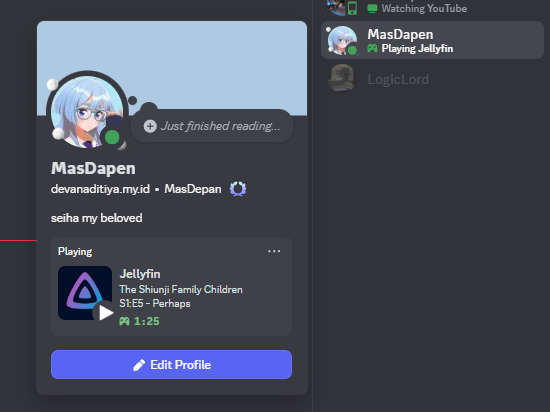 Watching YouTube
MasDapen
Playing Jellyfin
LogicLord
Just finished reading...
MasDapen
devanaditiya.my.id • MasDepan
seiha my beloved
Playing
Jellyfin
The Shiunji Family Children
S1:E5 - Perhaps
1:25
Edit Profile